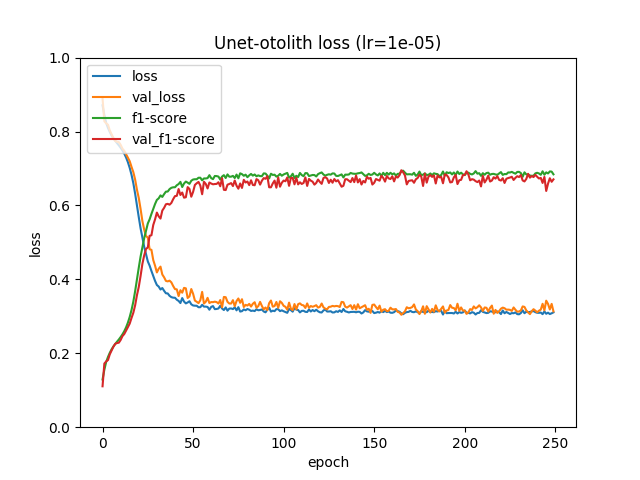 Unet-otolith loss (lr=1e-05)
loss
val_loss
f1-score
val_f1-score
1.0
0.8
0.6
0.4
0.2
0.0
loss
0 50 100 150 200 250
epoch